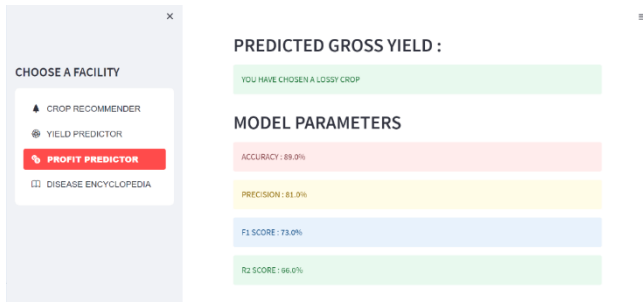 CHOOSE A FACILITY
CROP RECOMMENDER
YIELD PREDICTOR
PROFIT PREDICTOR
DISEASE ENCYCLOPEDIA
PREDICTED GROSS YIELD :
YOU HAVE CHOSEN A LOSSY CROP
MODEL PARAMETERS
ACCURACY : 89.0%
PRECISION : 81.0%
F1 SCORE : 73.0%
R2 SCORE : 66.0%